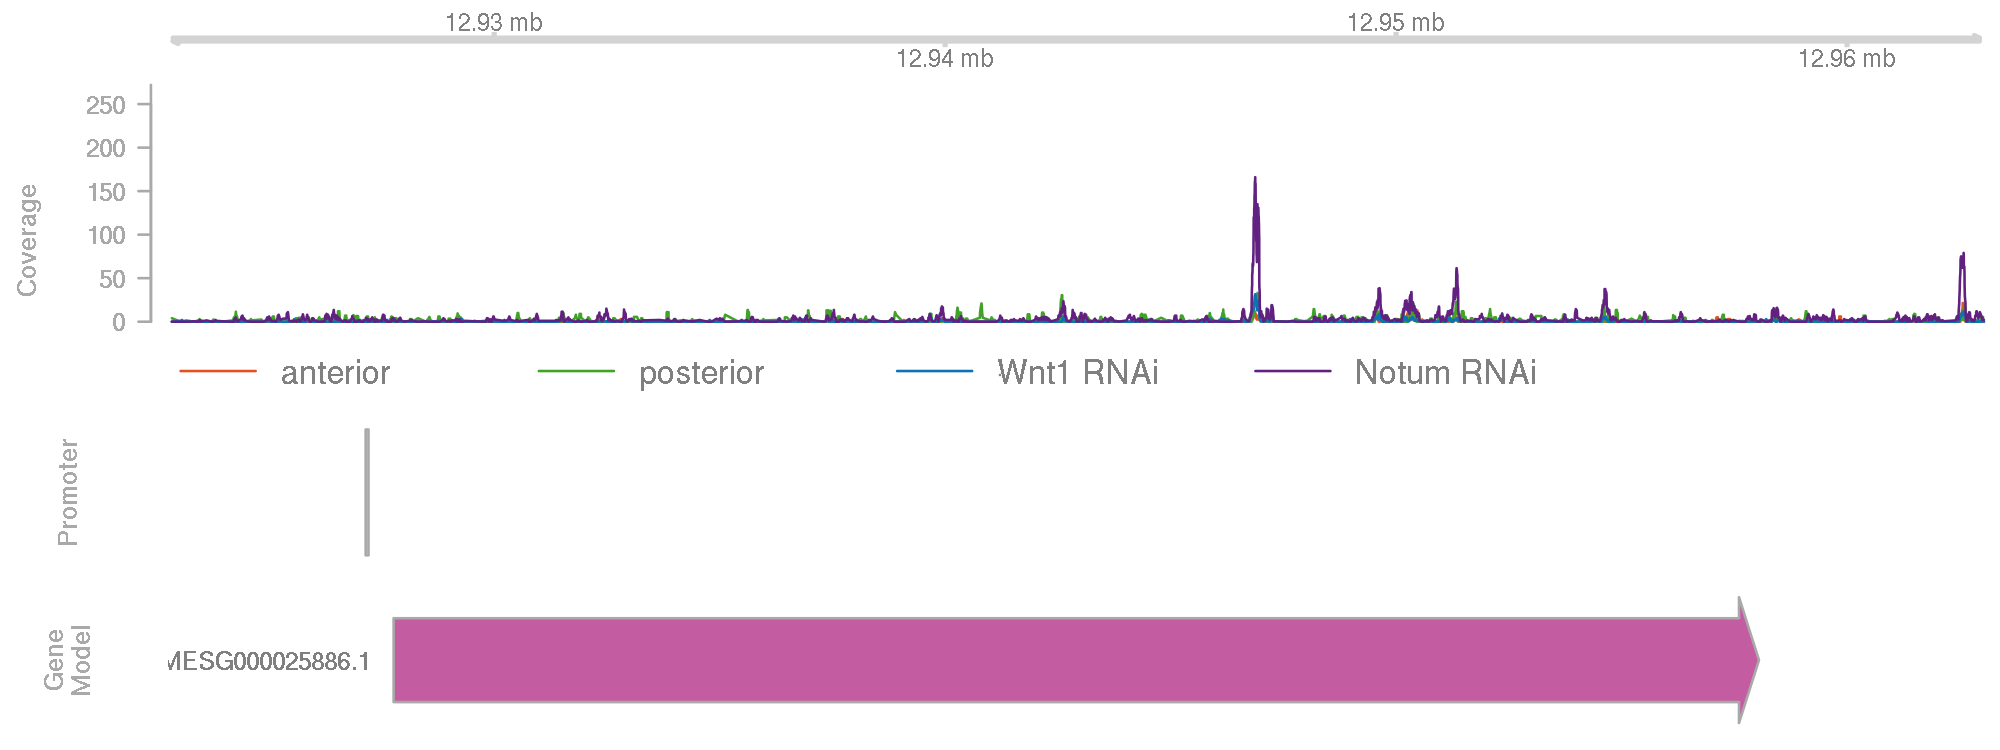 12.93 mb
12.95 mb
12.94 mb
12.96 mb
250
200
150
100
50
0
Coverage
anterior posterior Wnt1 RNAi Notum RNAi
Promoter
Gene
Model
MESG000025886.1